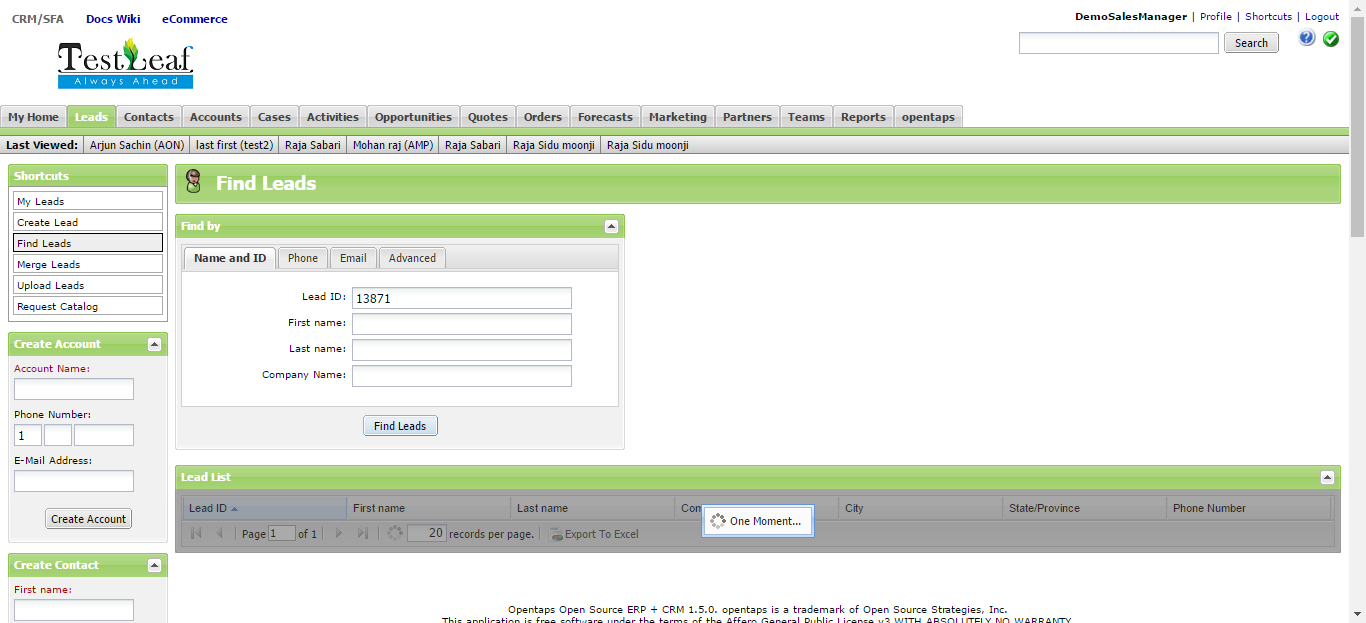 CRM/SFA Docs Wiki eCommerce
DemoSalesManager | Profile | Shortcuts | Logout
Search
TestLeaf
Always Ahead
My Home Leads Contacts Accounts Cases Activities Opportunities Quotes Orders Forecasts Marketing Partners Teams Reports opentaps
Last Viewed: Arjun Sachin (AON) last first (test2) Raja Sabari Mohan raj (AMP) Raja Sabari Raja Sidu moonji Raja Sidu moonji
Shortcuts
My Leads
Create Lead
Find Leads
Merge Leads
Upload Leads
Request Catalog
Create Account
Account Name:
Phone Number:
1
E-Mail Address:
Create Account
Create Contact
First name:
Find Leads
Find by
Name and ID Phone Email Advanced
Lead ID: 13871
First name:
Last name:
Company Name:
Find Leads
Lead List
Lead ID First name Last name City State/Province Phone Number
One Moment...
Page 1 of 1 20 records per page. Export To Excel
Opentaps Open Source ERP + CRM 1.5.0. opentaps is a trademark of Open Source Strategies, Inc.
This application is free software under the terms of the Affero General Public License v3 WITH ABSOLUTELY NO WARRANTY